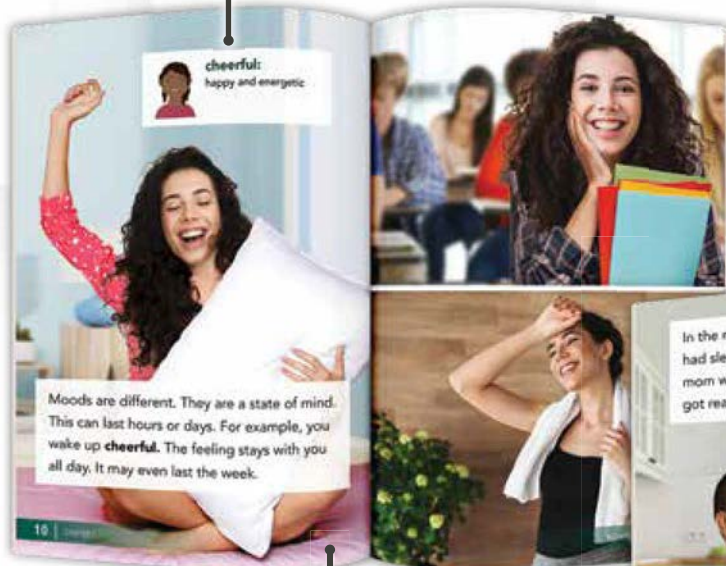 cheerful:
happy and energetic
Moods are different. They are a state of mind.
This can last hours or days. For example, you
wake up cheerful. The feeling stays with you
all day. It may even last the week.
10
In the
had sle
mom w
got rea